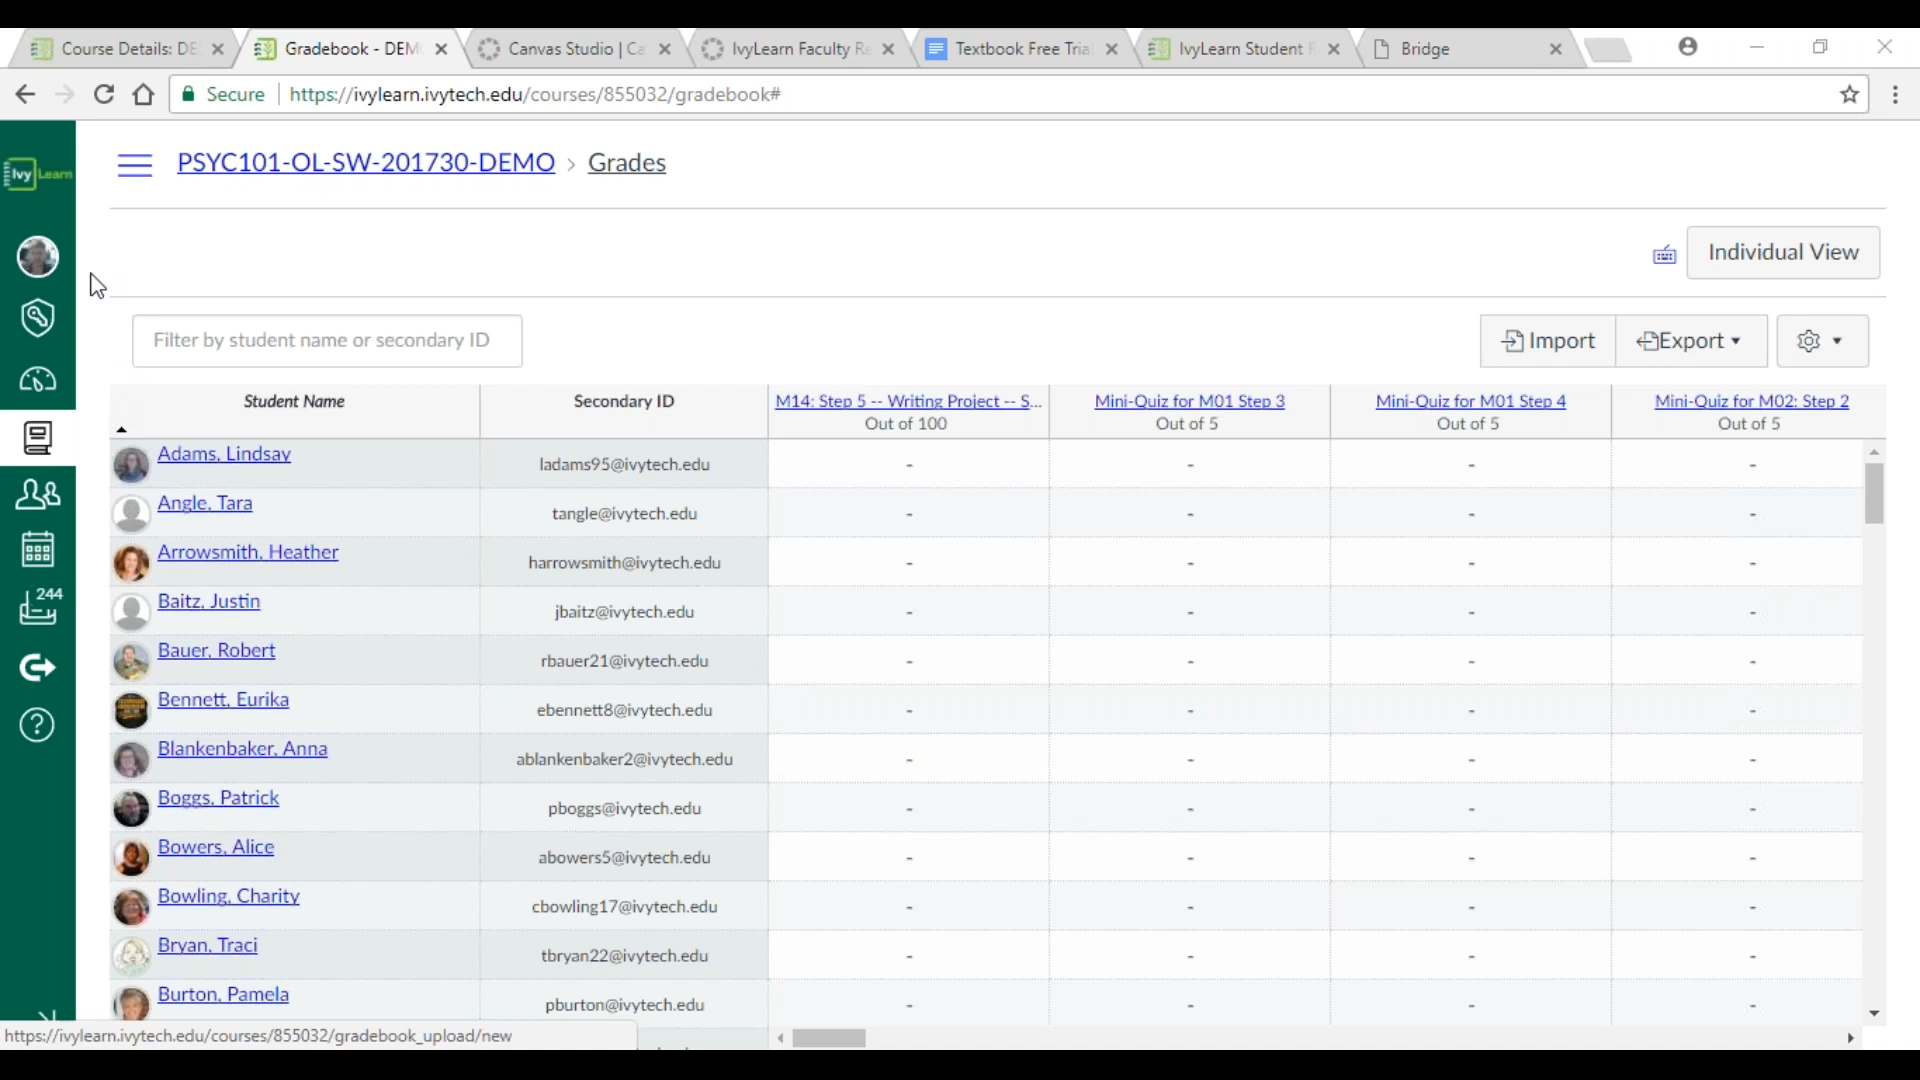 Course Details: DE
Gradebook - DEM
Canvas Studio | Ca
IvyLearn Faculty Re
Textbook Free Tria
IvyLearn Student R
Bridge
Secure
https://ivylearn.ivytech.edu/courses/855032/gradebook#
Ivy Learn
PSYC101-OL-SW-201730-DEMO > Grades
Individual View
Filter by student name or secondary ID
Import
Export
Student Name
Secondary ID
M14: Step 5 -- Writing Project -- S...
Out of 100
Mini-Quiz for M01 Step 3
Out of 5
Mini-Quiz for M01 Step 4
Out of 5
Mini-Quiz for M02: Step 2
Out of 5
Adams, Lindsay ladams95@ivytech.edu - - - -
Angle, Tara tangle@ivytech.edu - - - -
Arrowsmith, Heather harrowsmith@ivytech.edu - - - -
Baitz, Justin jbaitz@ivytech.edu - - - -
Bauer, Robert rbauer21@ivytech.edu - - - -
Bennett, Eurika ebennett8@ivytech.edu - - - -
Blankenbaker, Anna ablankenbaker2@ivytech.edu - - - -
Boggs, Patrick pboggs@ivytech.edu - - - -
Bowers, Alice abowers5@ivytech.edu - - - -
Bowling, Charity cbowling17@ivytech.edu - - - -
Bryan, Traci tbryan22@ivytech.edu - - - -
Burton, Pamela pburton@ivytech.edu - - - -
244
https://ivylearn.ivytech.edu/courses/855032/gradebook_upload/new